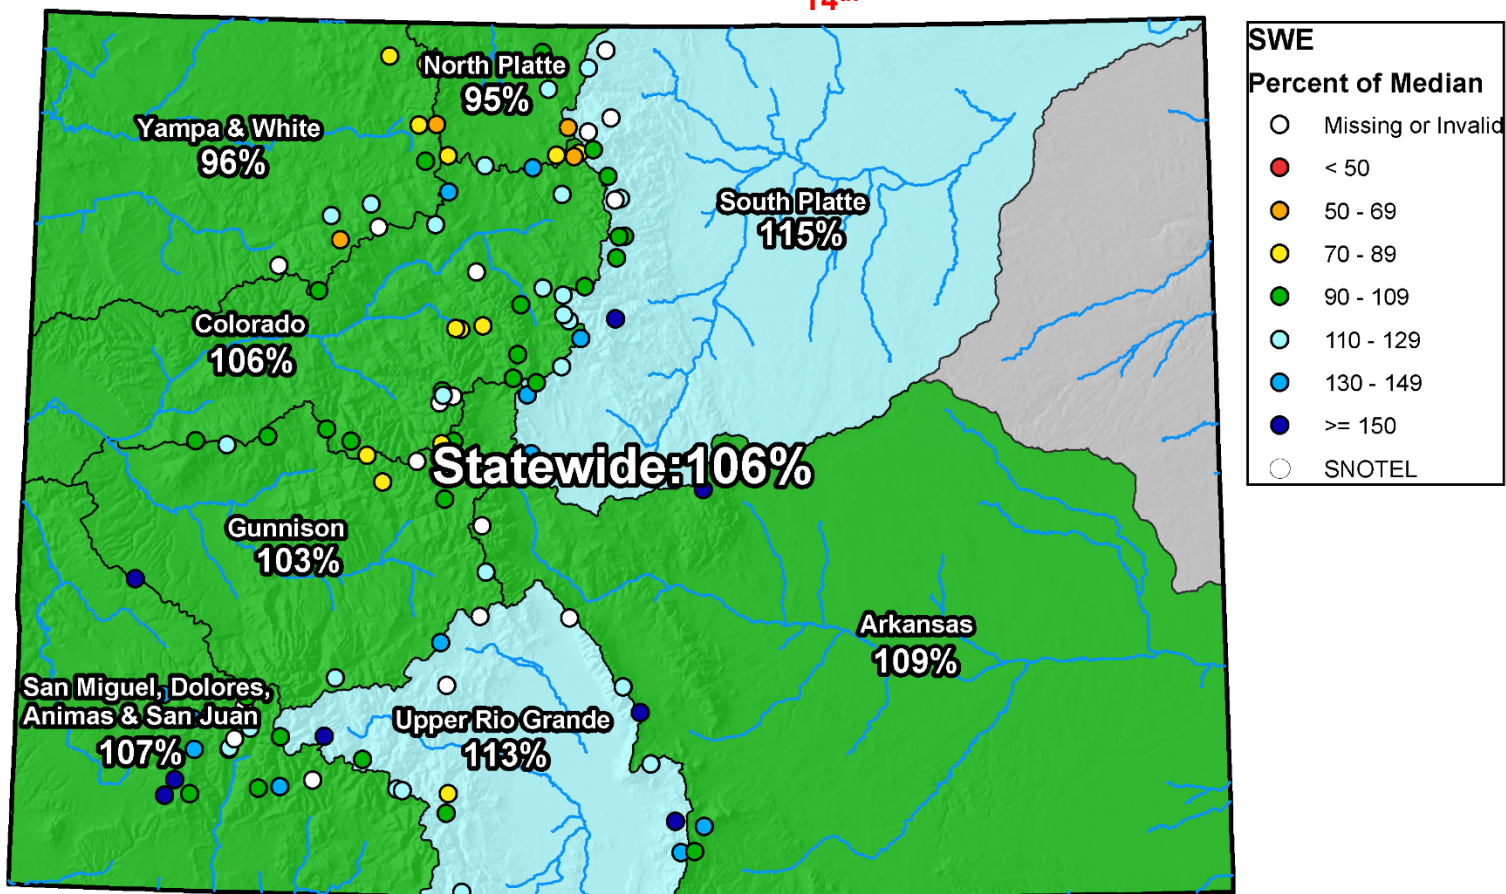 14th
North Platte
95%
Yampa & White
96%
South Platte
115%
Colorado
106%
Statewide:106%
Gunnison
103%
Arkansas
109%
San Miguel, Dolores,
Animas & San Juan
107%
Upper Rio Grande
113%
SWE
Percent of Median
Missing or Invalid
< 50
50 - 69
70 - 89
90 - 109
110 - 129
130 - 149
>= 150
SNOTEL